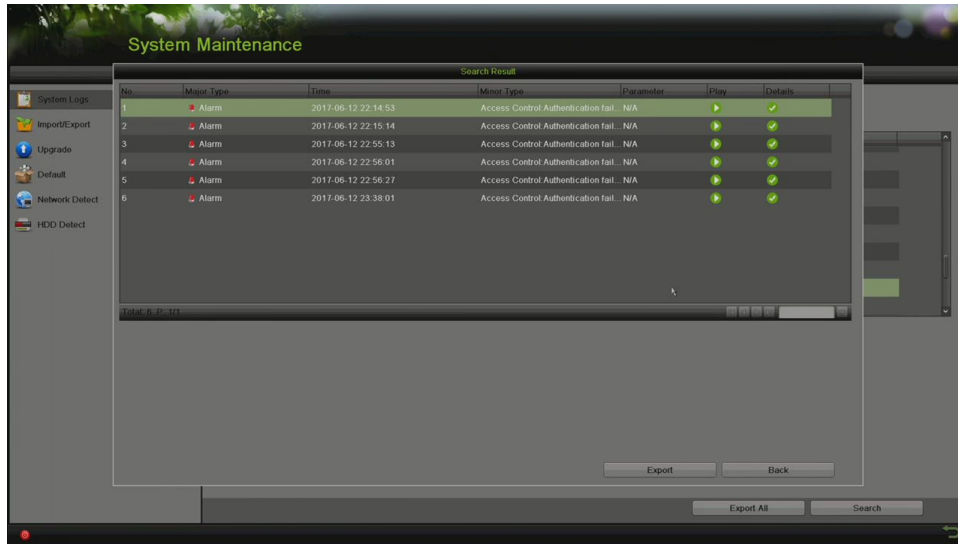 System Maintenance
Search Result
No. Major Type Time Minor Type Parameter Play Details
1 Alarm 2017-06-12 22:14:53 Access Control:Authentication fail... N/A
2 Alarm 2017-06-12 22:15:14 Access Control:Authentication fail... N/A
3 Alarm 2017-06-12 22:55:13 Access Control:Authentication fail... N/A
4 Alarm 2017-06-12 22:56:01 Access Control:Authentication fail... N/A
5 Alarm 2017-06-12 22:56:27 Access Control:Authentication fail... N/A
6 Alarm 2017-06-12 23:38:01 Access Control:Authentication fail... N/A
Total: 6 P: 1/1
System Logs
Import/Export
Upgrade
Default
Network Detect
HDD Detect
Export Back
Export All Search